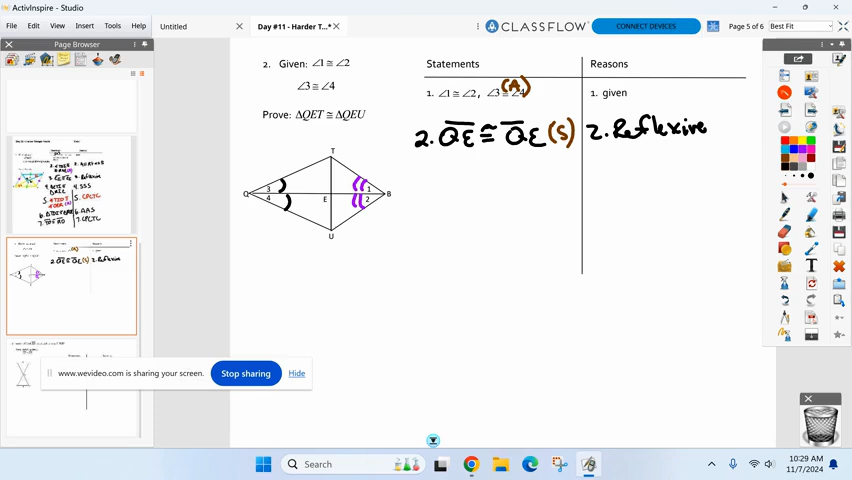 ActivInspire - Studio
File Edit View Insert Tools Help
Untitled
Day #11 - Harder T...*
CLASSFLOW
CONNECT DEVICES
Page 5 of 6
Best Fit
Page Browser
2. Given: ∠1 ≅ ∠2
∠3 ≅ ∠4
Prove: ΔQET ≅ ΔQEU
Statements
Reasons
(A)
1. ∠1 ≅ ∠2, ∠3 ≅ ∠4
1. given
2. QE ≅ QE (S)
2. Reflexive
T
Q 3 1 B
4 E 2
U
www.wevideo.com is sharing your screen.
Stop sharing
Hide
Search
10:29 AM
11/7/2024